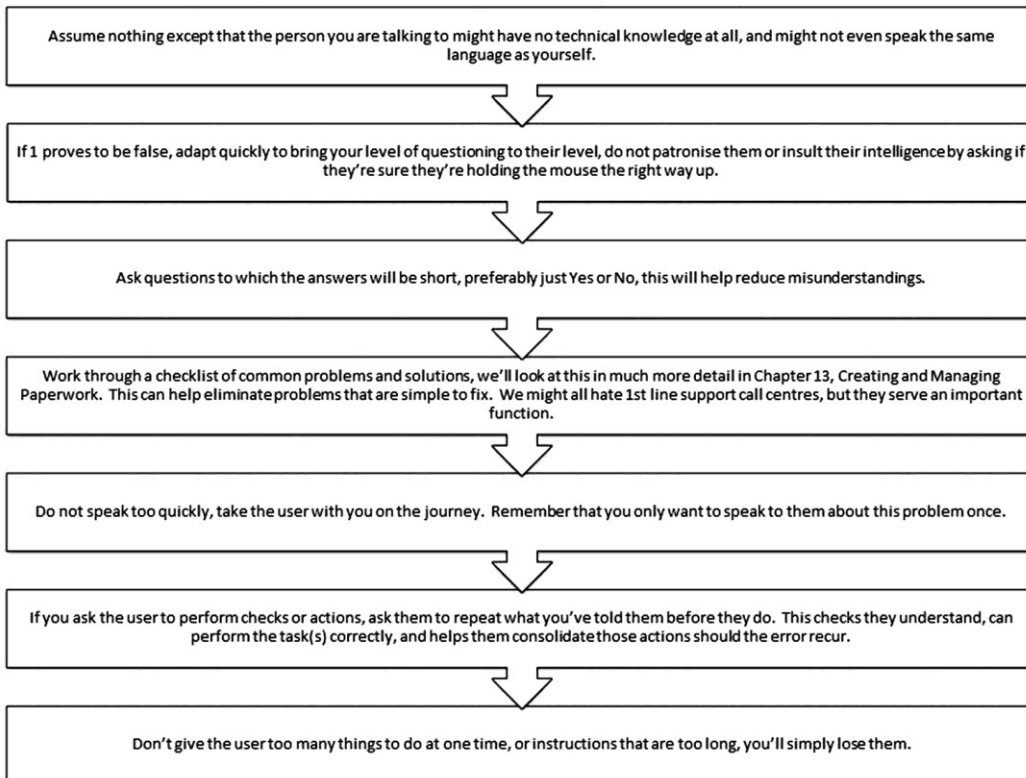 Assume nothing except that the person you are talking to might have no technical knowledge at all, and might not even speak the same
language as yourself.
If 1 proves to be false, adapt quickly to bring your level of questioning to their level, do not patronise them or insult their intelligence by asking if
they're sure they're holding the mouse the right way up.
Ask questions to which the answers will be short, preferably just Yes or No, this will help reduce misunderstandings.
Work through a checklist of common problems and solutions, we'll look at this in much more detail in Chapter 13, Creating and Managing
Paperwork. This can help eliminate problems that are simple to fix. We might all hate 1st line support call centres, but they serve an important
function.
Do not speak too quickly, take the user with you on the journey. Remember that you only want to speak to them about this problem once.
If you ask the user to perform checks or actions, ask them to repeat what you've told them before they do. This checks they understand, can
perform the task(s) correctly, and helps them consolidate those actions should the error recur.
Don't give the user too many things to do at one time, or instructions that are too long, you'll simply lose them.